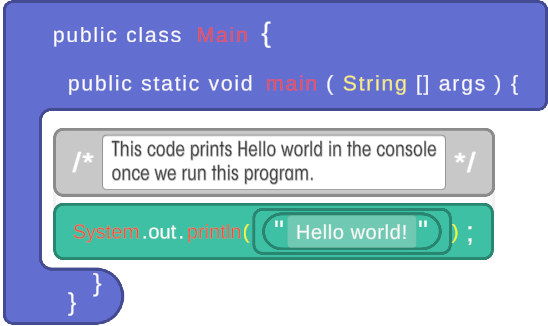 public class Main {
public static void main ( String [] args ) {
/* This code prints Hello world in the console
once we run this program. */
System.out.println( " Hello world! " ) ;
}
}